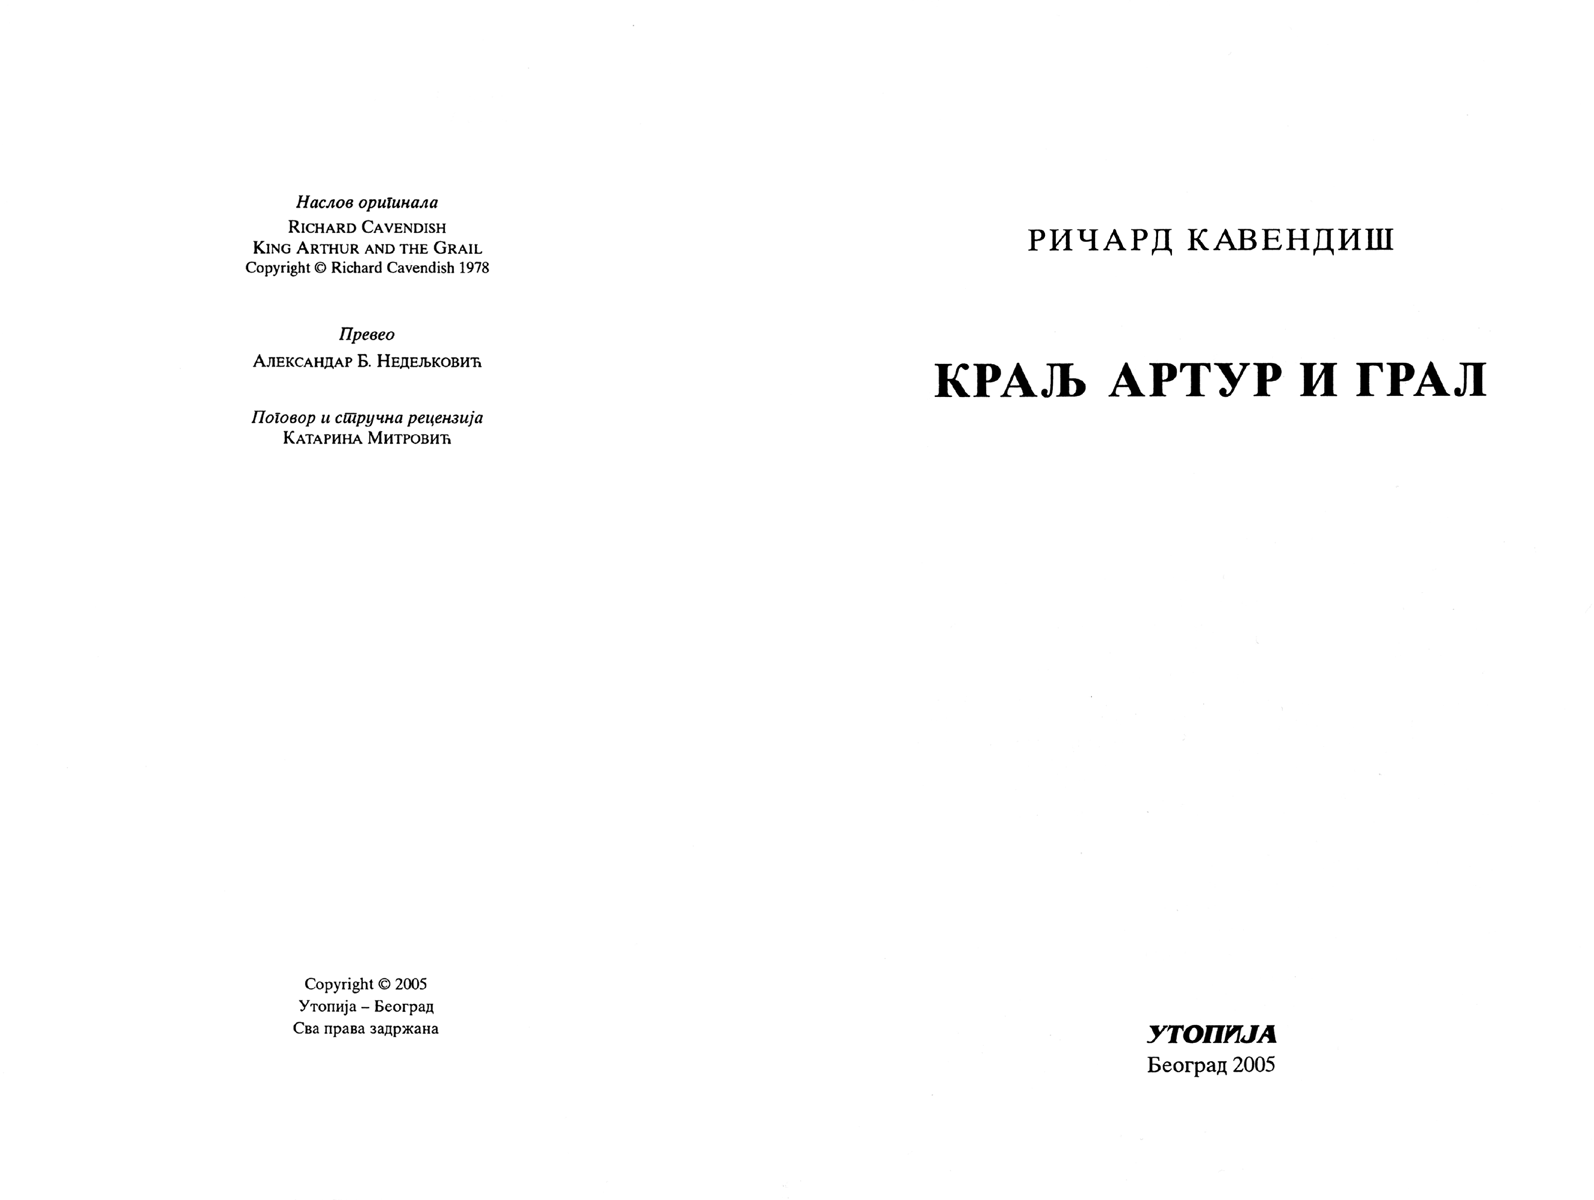 Наслов оригинала
RICHARD CAVENDISH
KING ARTHUR AND THE GRAIL
Copyright © Richard Cavendish 1978
Превео
АЛЕКСАНДАР Б. НЕДЕЉКОВИЋ
Поговор и стручна рецензија
КАТАРИНА МИТРОВИЋ
Copyright © 2005
Утопија – Београд
Сва права задржана
РИЧАРД КАВЕНДИШ
КРАЉ АРТУР И ГРАЛ
УТОПИЈА
Београд 2005